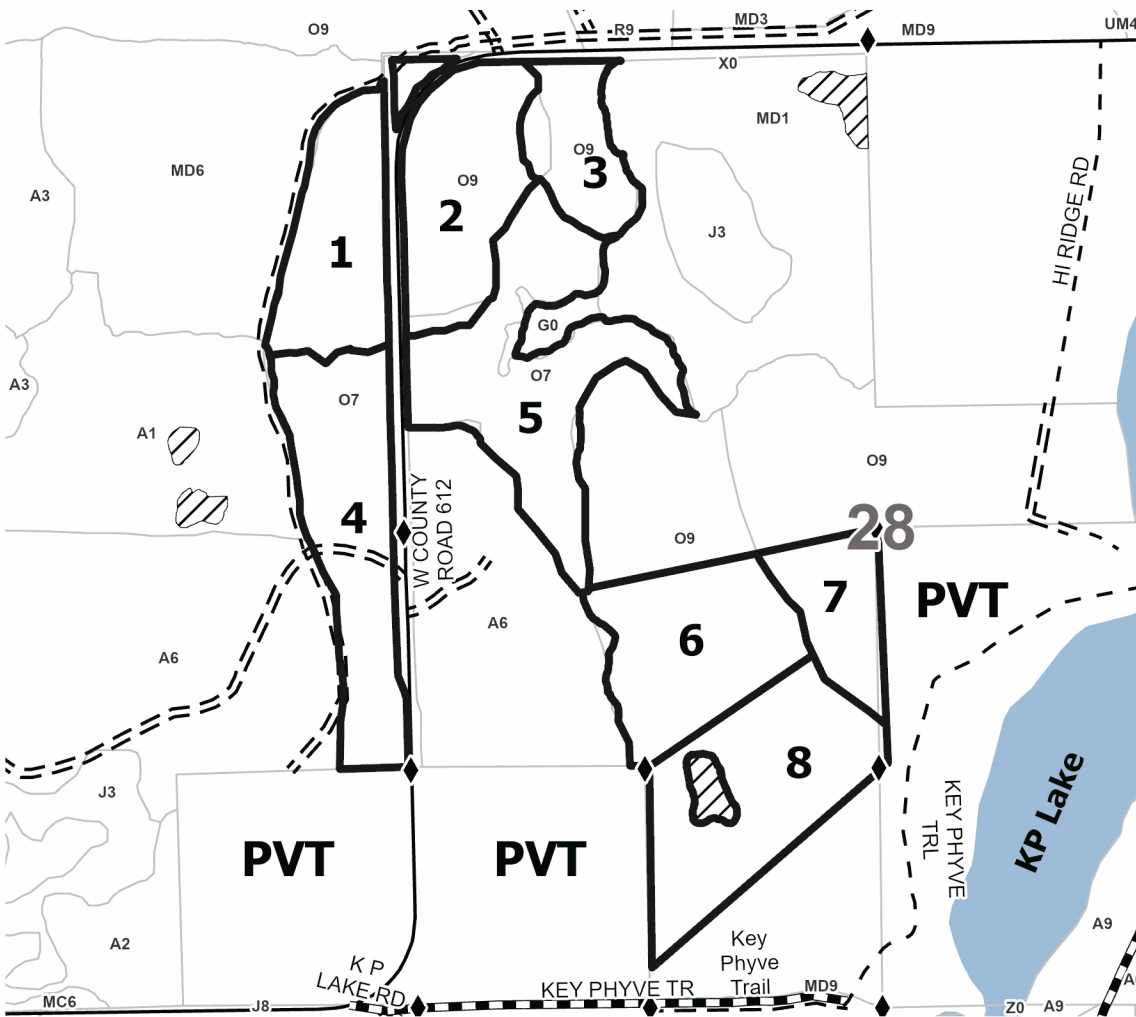 O9
R9
MD3
MD9
UM4
X0
MD1
MD6
A3
O9
3
O9
2
1
J3
HI RIDGE RD
G0
A3
O7
O7
5
A1
O9
4
W COUNTY
ROAD 612
28
O9
7
PVT
A6
6
A6
8
J3
KEY PHYVE
TRL
KP Lake
PVT
PVT
A2
Key
Phyve
Trail
A9
K P
LAKE RD
KEY PHYVE TR
MD9
MC6
J8
Z0
A9